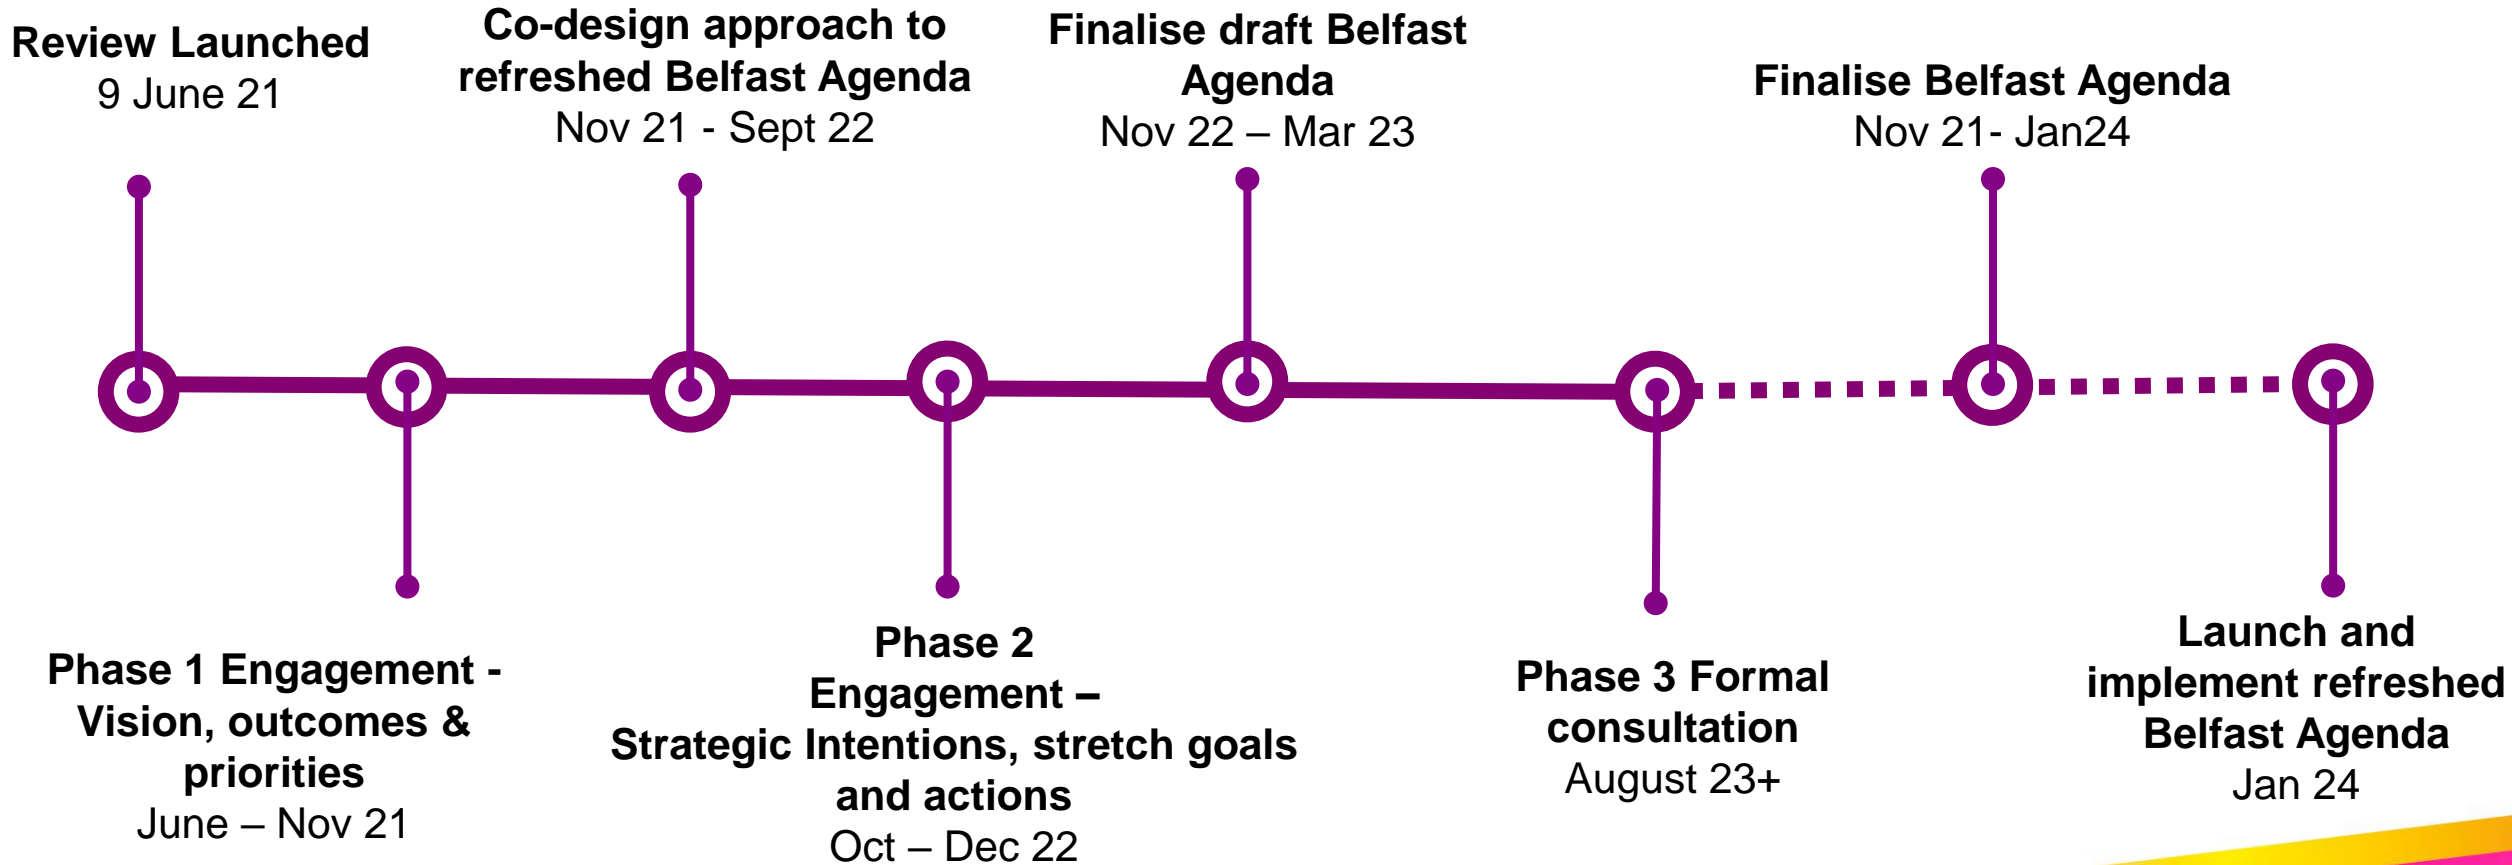 Review Launched
9 June 21
Co-design approach to
refreshed Belfast Agenda
Nov 21 - Sept 22
Finalise draft Belfast
Agenda
Nov 22 – Mar 23
Finalise Belfast Agenda
Nov 21- Jan24
Phase 1 Engagement -
Vision, outcomes &
priorities
June – Nov 21
Phase 2
Engagement –
Strategic Intentions, stretch goals
and actions
Oct – Dec 22
Phase 3 Formal
consultation
August 23+
Launch and
implement refreshed
Belfast Agenda
Jan 24